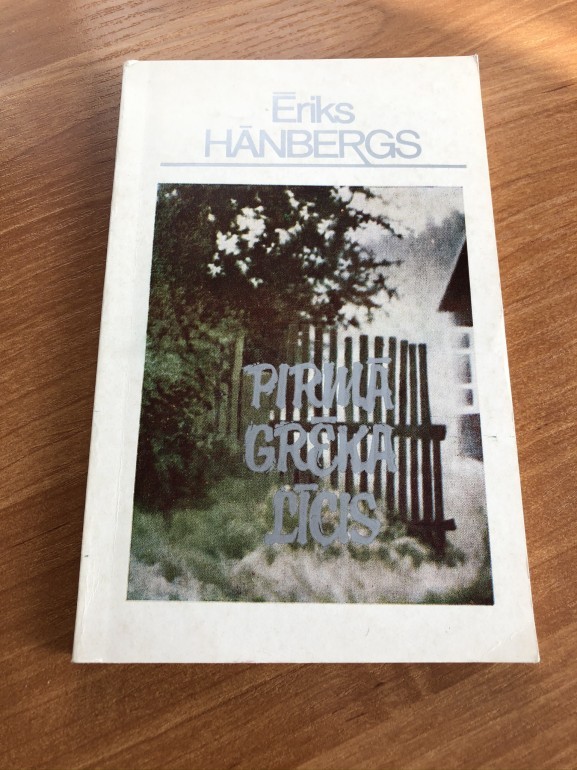 Ēriks
HĀNBERGS
PIRMĀ
GRĒKA
LĪCIS